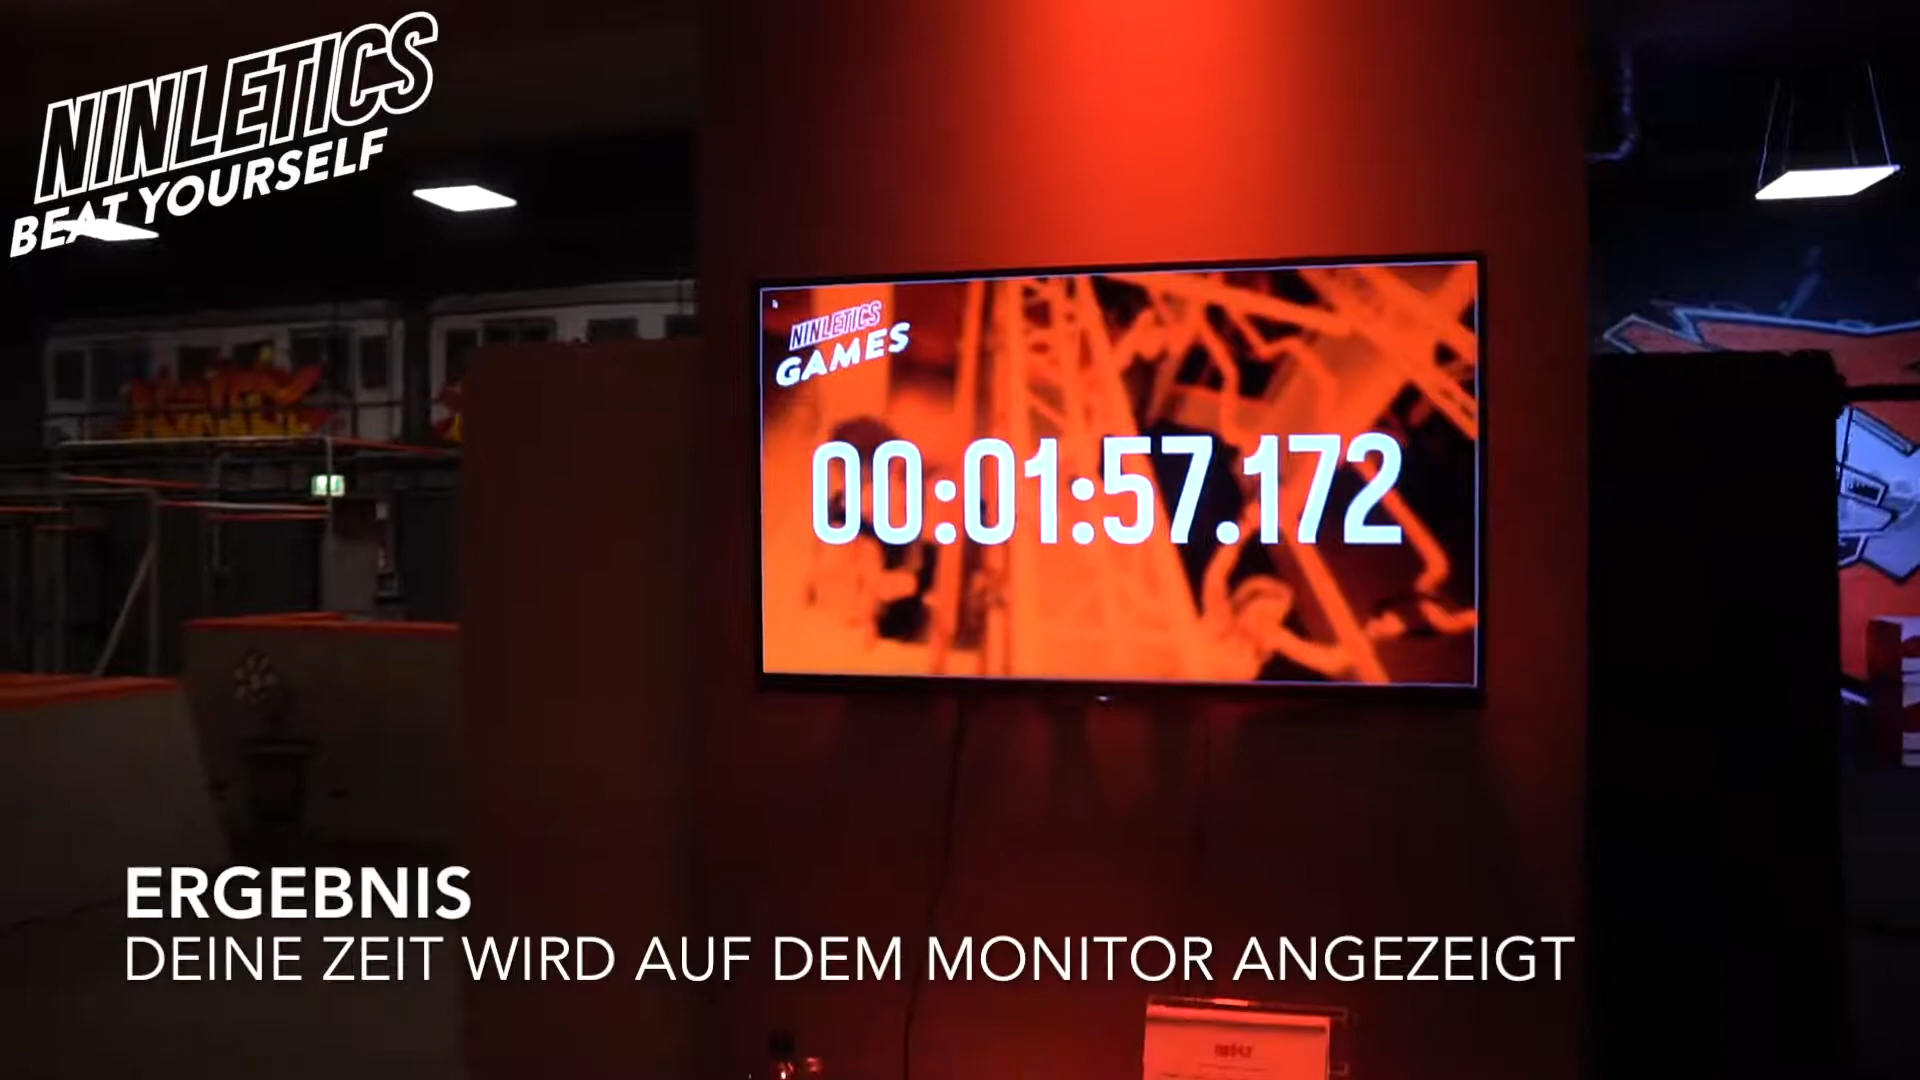 NINLETICS
BEAT YOURSELF
NINLETICS
GAMES
00:01:57.172
ERGEBNIS
DEINE ZEIT WIRD AUF DEM MONITOR ANGEZEIGT